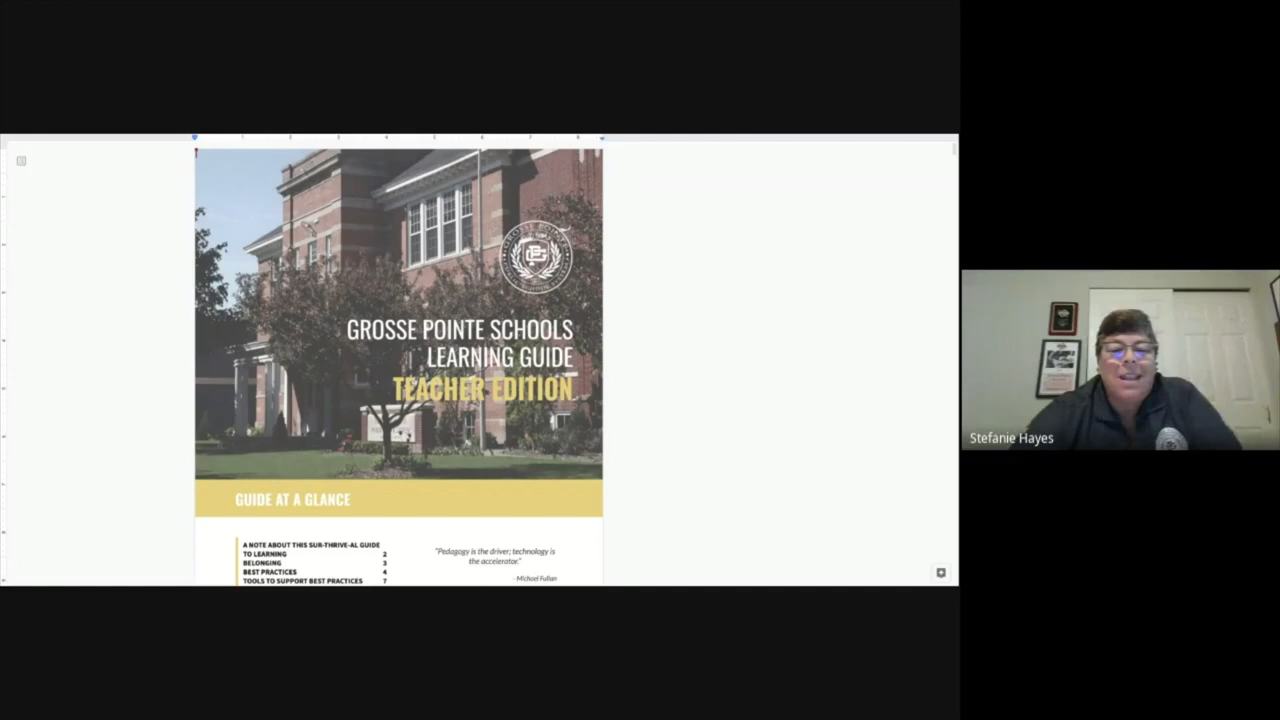 GROSSE POINTE SCHOOLS
LEARNING GUIDE
TEACHER EDITION
GUIDE AT A GLANCE
A NOTE ABOUT THIS SUR-THRIVE-AL GUIDE
TO LEARNING 2
BELONGING 3
BEST PRACTICES 4
TOOLS TO SUPPORT BEST PRACTICES 7
"Pedagogy is the driver; technology is
the accelerator."
- Michael Fullan
Stefanie Hayes